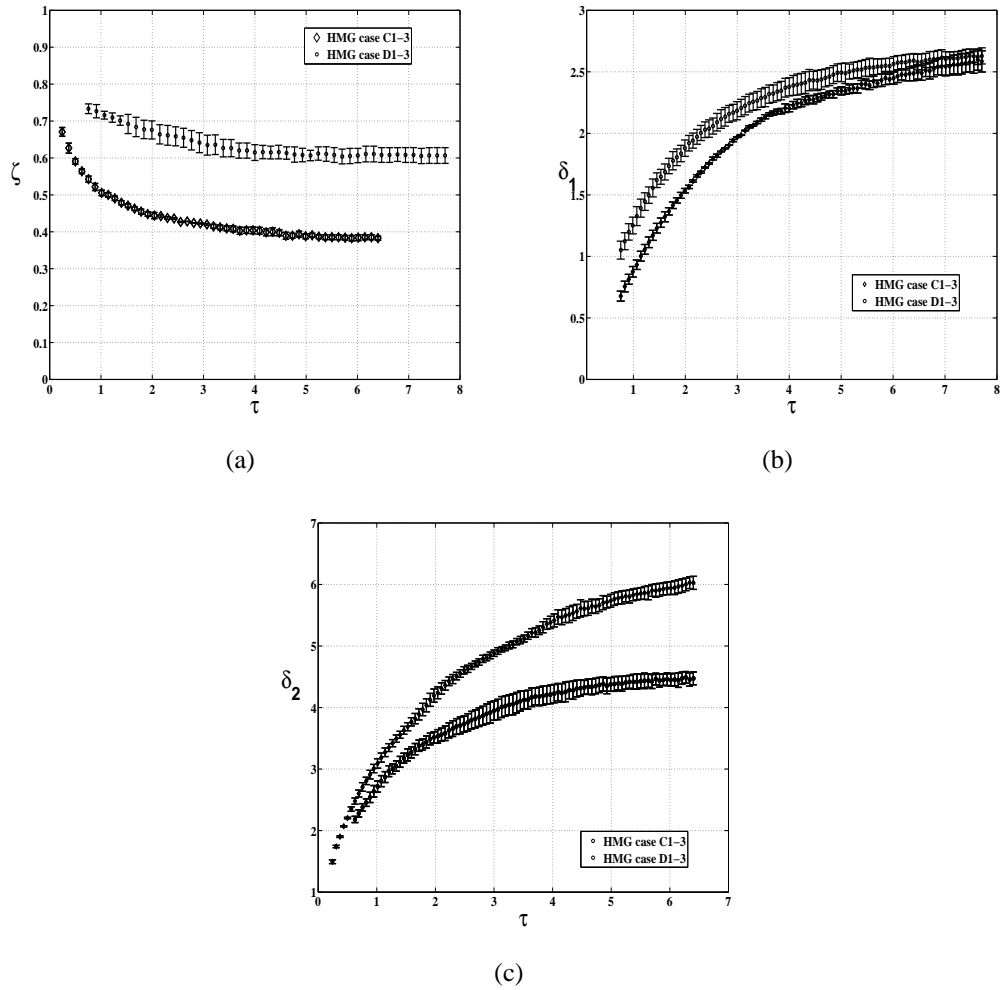 1
0.9
0.8
0.7
0.6
0.5
0.4
0.3
0.2
0.1
0
ζ
HMG case C1-3
HMG case D1-3
0 1 2 3 4 5 6 7 8
τ
(a)
3
2.5
2
1.5
1
0.5
0
δ1
HMG case C1-3
HMG case D1-3
1 2 3 4 5 6 7 8
τ
(b)
7
6
5
4
3
2
1
δ2
HMG case C1-3
HMG case D1-3
0 1 2 3 4 5 6 7
τ
(c)